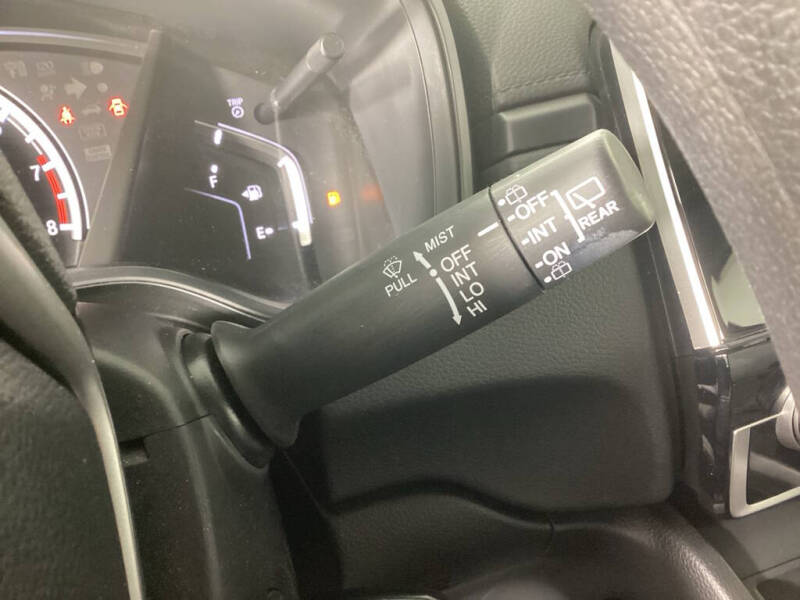 TRIP
F
E
7
8
MIST
OFF
INT
LO
HI
PULL
OFF
INT
ON
REAR